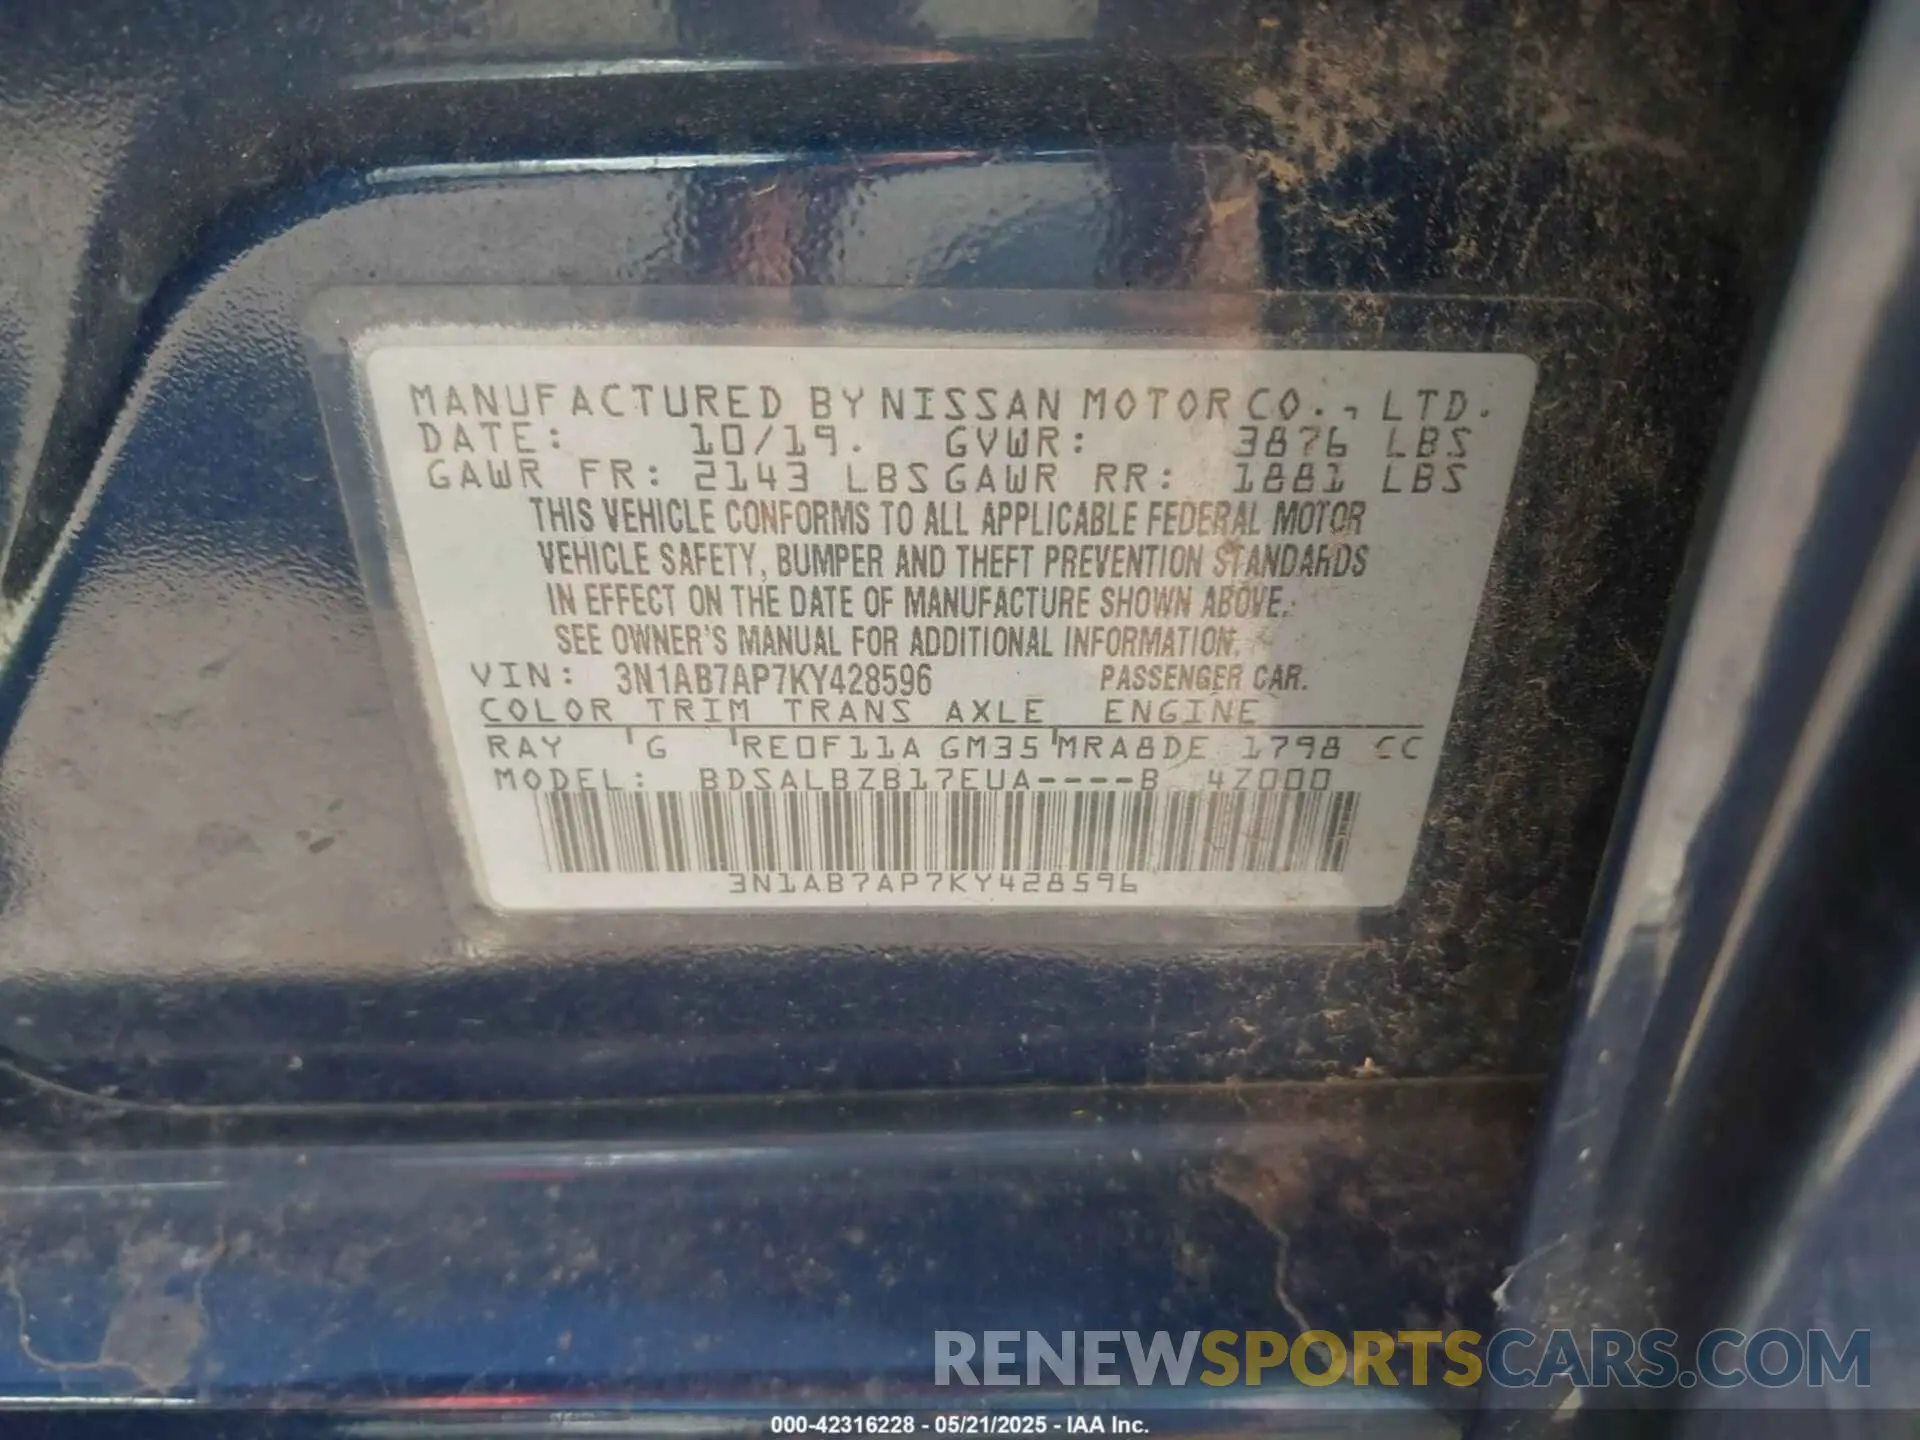 MANUFACTURED BY NISSAN MOTOR CO., LTD.
DATE: 10/19. GVWR: 3876 LBS
GAWR FR: 2143 LBS GAWR RR: 1881 LBS
THIS VEHICLE CONFORMS TO ALL APPLICABLE FEDERAL MOTOR
VEHICLE SAFETY, BUMPER AND THEFT PREVENTION STANDARDS
IN EFFECT ON THE DATE OF MANUFACTURE SHOWN ABOVE.
SEE OWNER'S MANUAL FOR ADDITIONAL INFORMATION.
VIN: 3N1AB7AP7KY428596 PASSENGER CAR.
COLOR TRIM TRANS AXLE ENGINE
RAY G RE0F11A GM35 MRA8DE 1798 CC
MODEL: BDSALBZB17EUA----B 4Z000
3N1AB7AP7KY428596
RENEWSPORTSCARS.COM
000-42316228 - 05/21/2025 - IAA Inc.